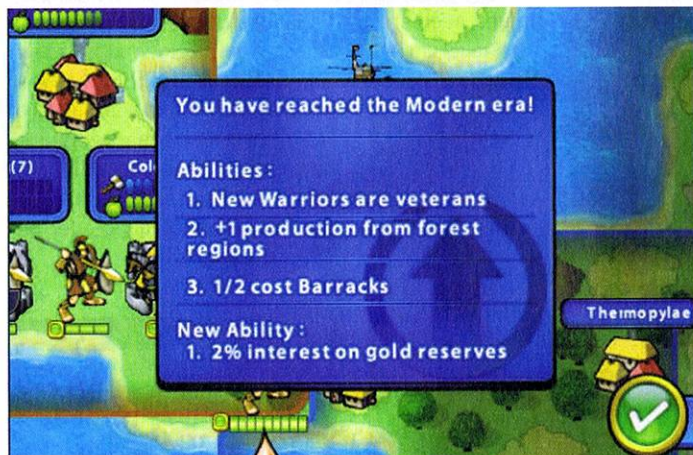 You have reached the Modern era!
Abilities:
1. New Warriors are veterans
2. +1 production from forest
regions
3. 1/2 cost Barracks
New Ability:
1. 2% interest on gold reserves
(7)
Thermopylae